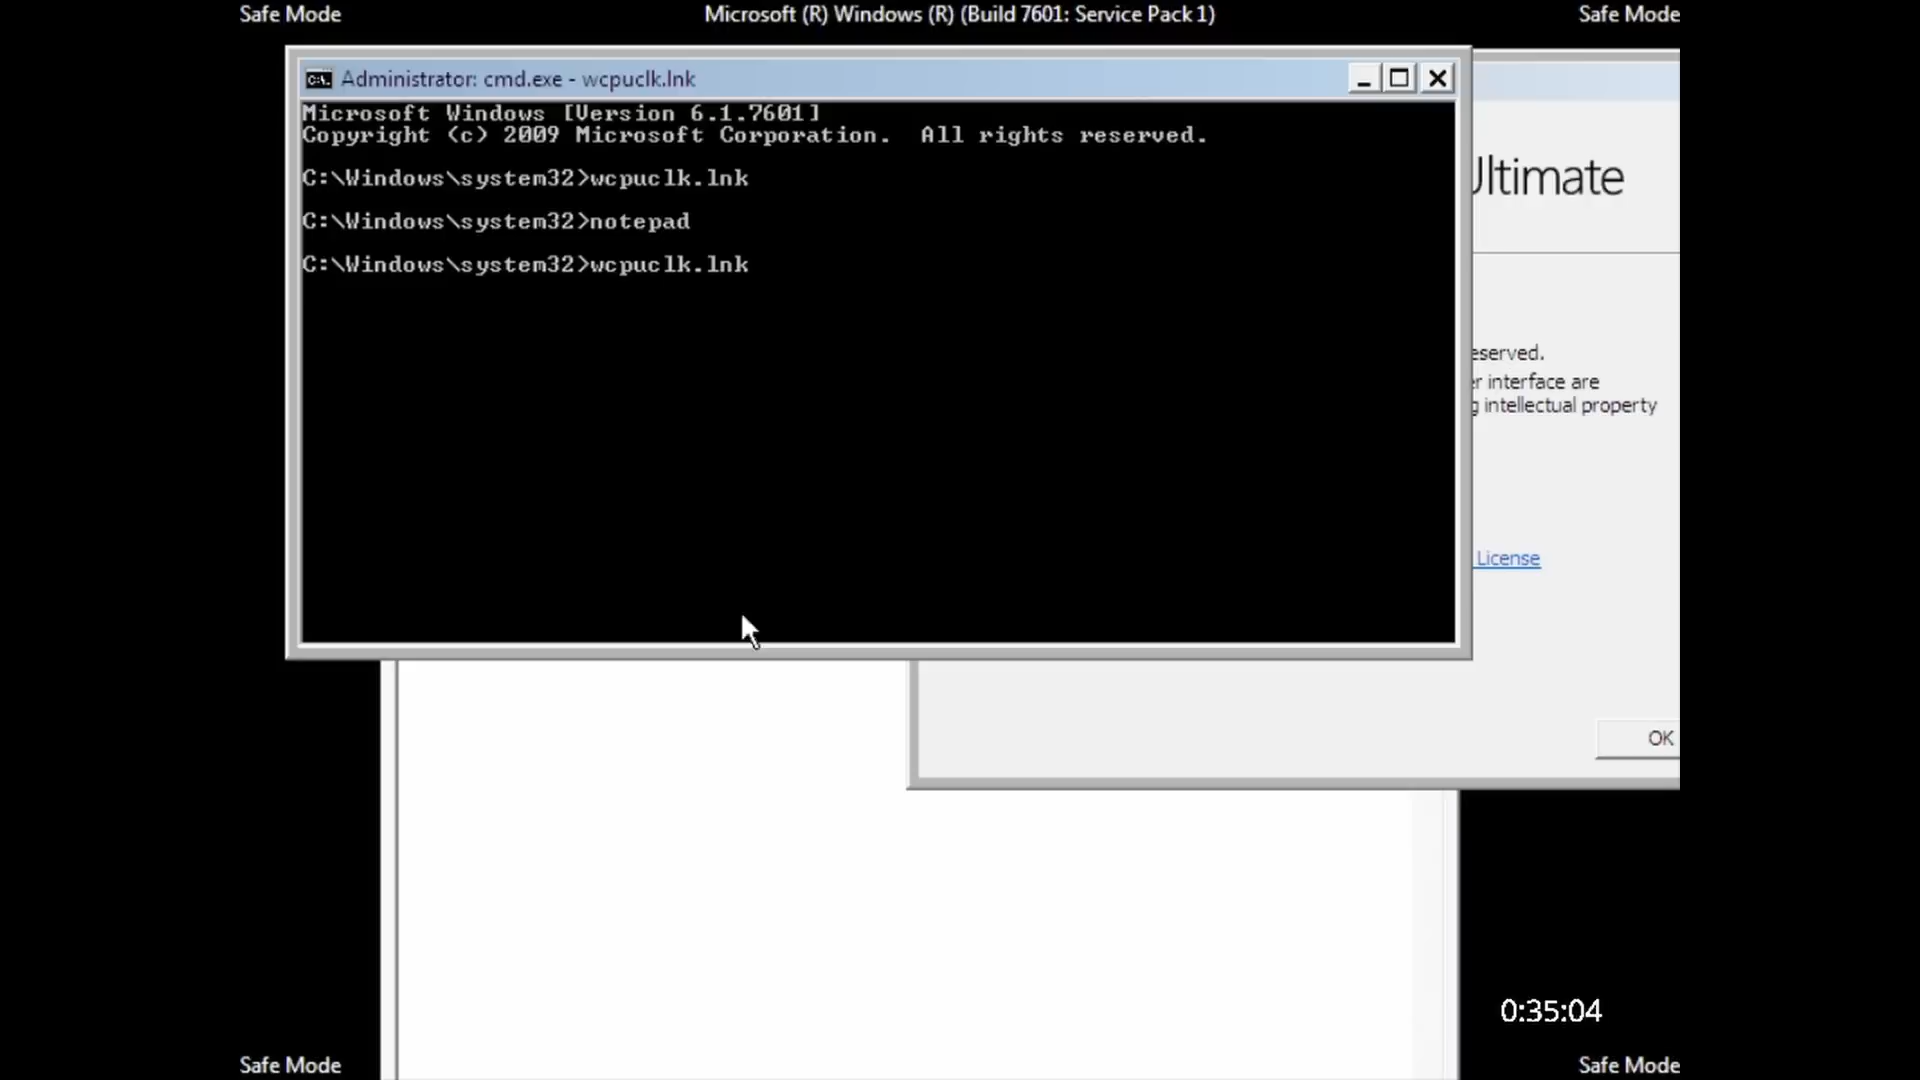 Safe Mode
Microsoft (R) Windows (R) (Build 7601: Service Pack 1)
Safe Mode
Administrator: cmd.exe - wcpuclk.lnk
Microsoft Windows [Version 6.1.7601]
Copyright (c) 2009 Microsoft Corporation.  All rights reserved.
C:\Windows\system32>wcpuclk.lnk
C:\Windows\system32>notepad
C:\Windows\system32>wcpuclk.lnk
Ultimate
eserved.
er interface are
g intellectual property
License
OK
0:35:04
Safe Mode
Safe Mode